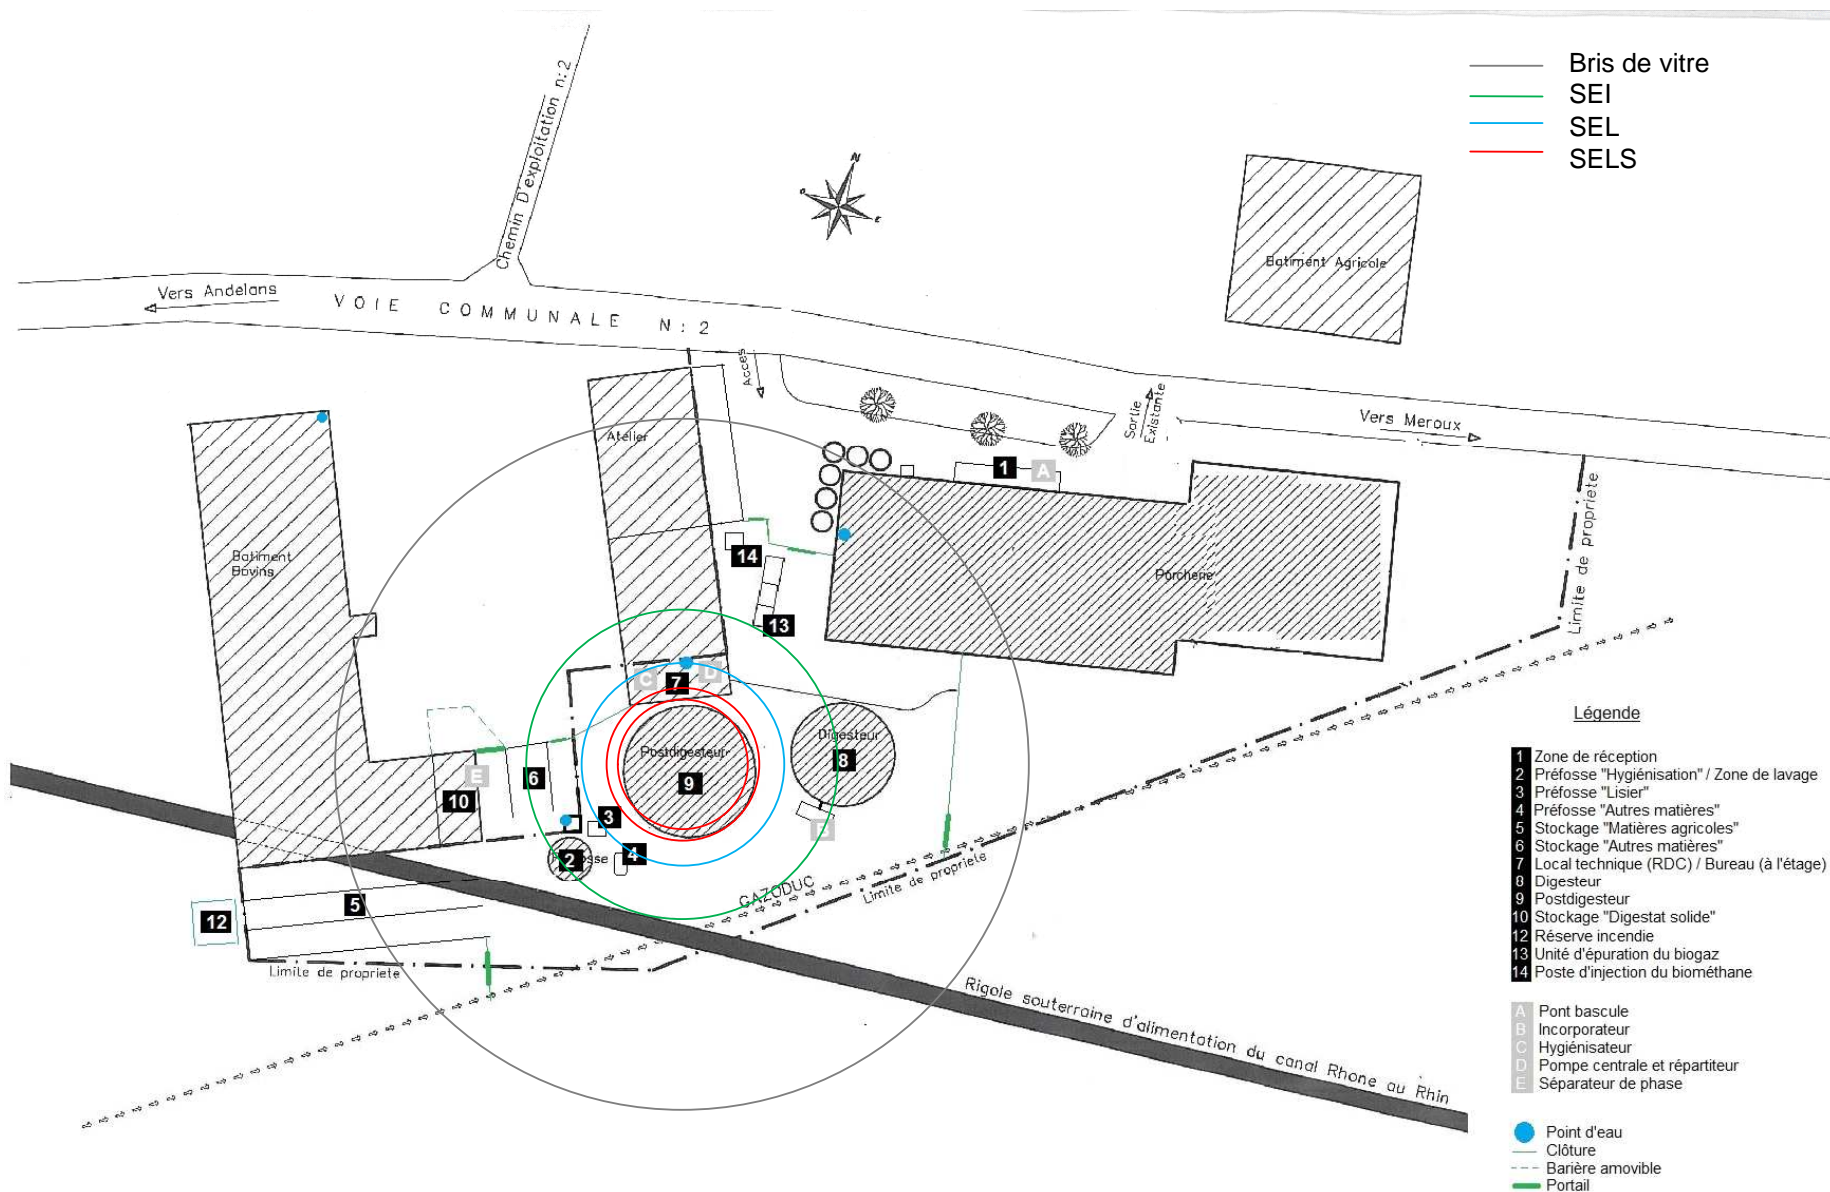 Bris de vitre
SEI
SEL
SELS
Chemin D'exploitation n:2
N
O
E
Batiment Agricole
Vers Andelans
VOIE COMMUNALE N:2
Acces
Sortie
Existante
Vers Meroux
Limite de propriete
Atelier
1
A
Batiment
Bovins
14
13
Porcherie
C
7
D
Postdigesteur
9
Digesteur
8
E
6
10
3
4
2
5
12
GAZODUC
Limite de propriete
Limite de propriete
Rigole souterraine d'alimentation du canal Rhone au Rhin
Légende
1 Zone de réception
2 Préfosse "Hygiénisation" / Zone de lavage
3 Préfosse "Lisier"
4 Préfosse "Autres matières"
5 Stockage "Matières agricoles"
6 Stockage "Autres matières"
7 Local technique (RDC) / Bureau (à l'étage)
8 Digesteur
9 Postdigesteur
10 Stockage "Digestat solide"
12 Réserve incendie
13 Unité d'épuration du biogaz
14 Poste d'injection du biométhane
A Pont bascule
B Incorporateur
C Hygiénisateur
D Pompe centrale et répartiteur
E Séparateur de phase
Point d'eau
Clôture
Barière amovible
Portail